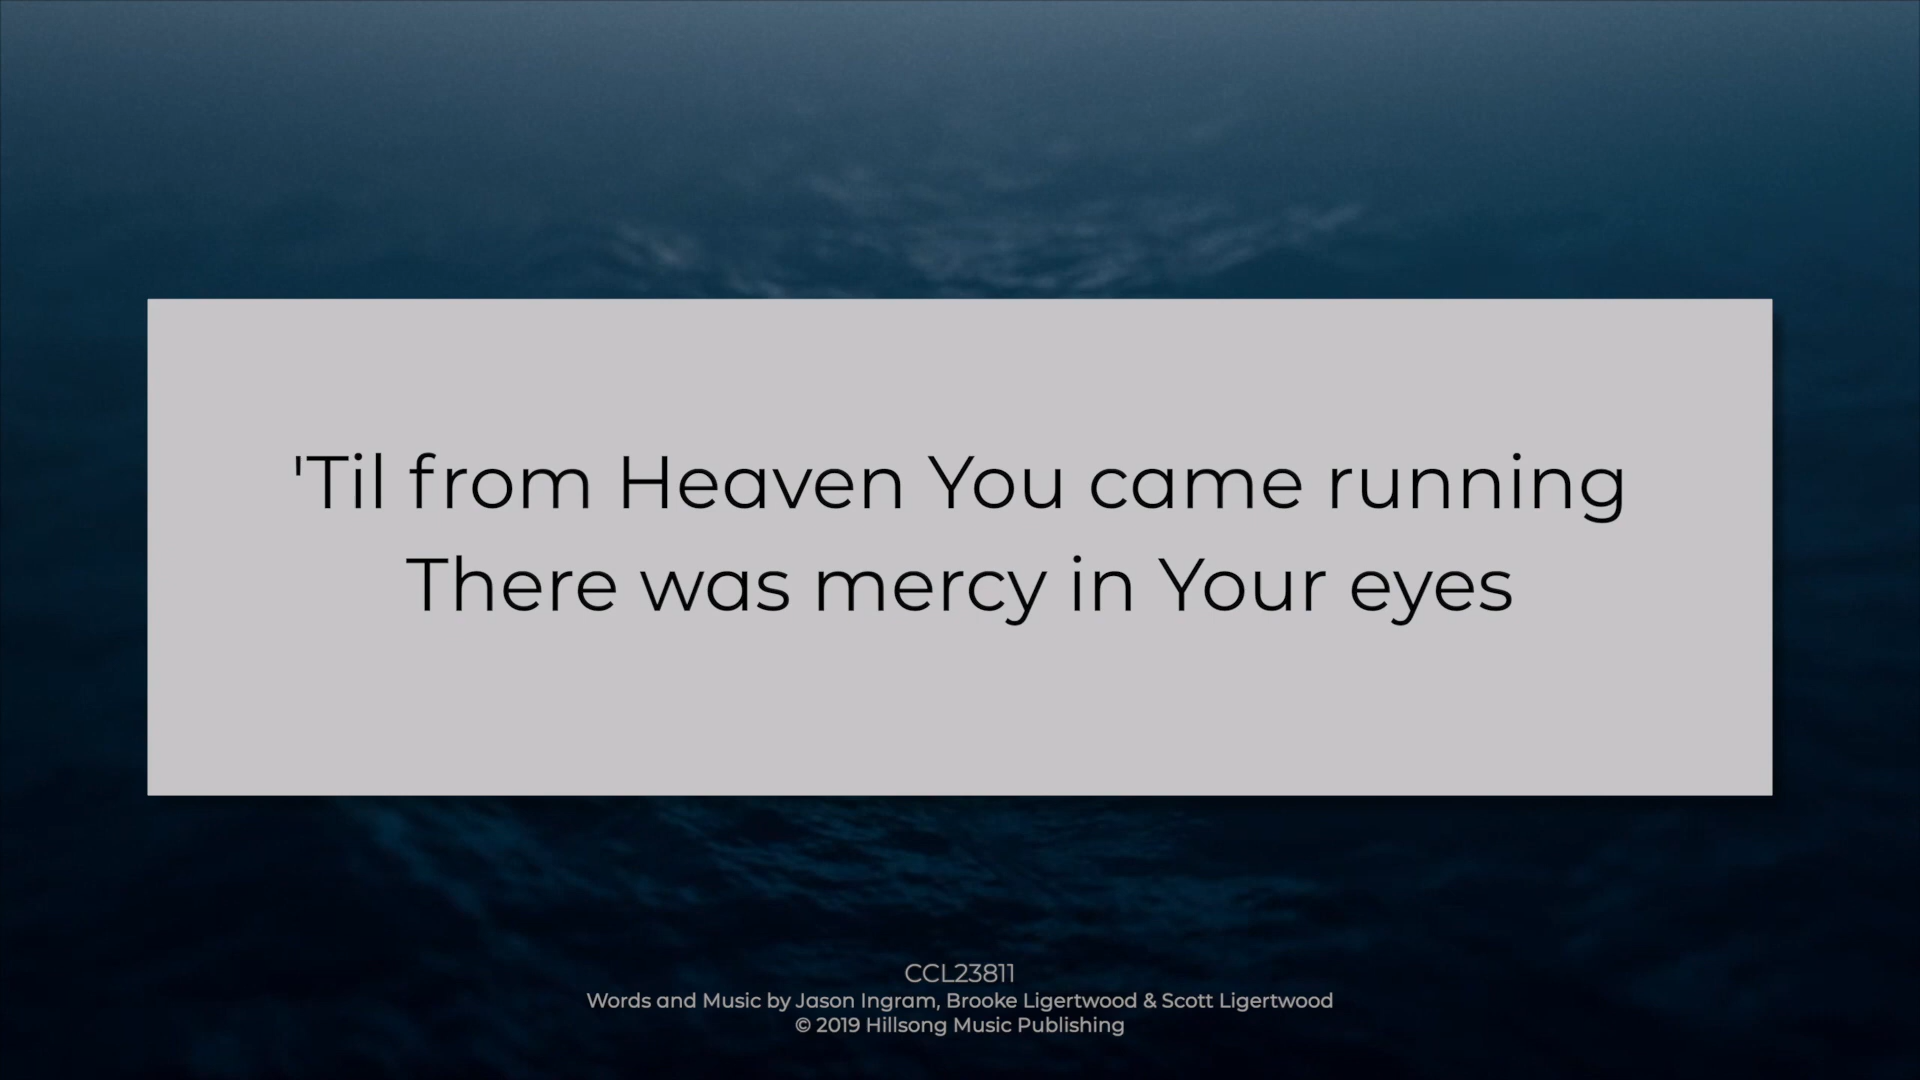 'Til from Heaven You came running
There was mercy in Your eyes
CCL23811
Words and Music by Jason Ingram, Brooke Ligertwood & Scott Ligertwood
© 2019 Hillsong Music Publishing